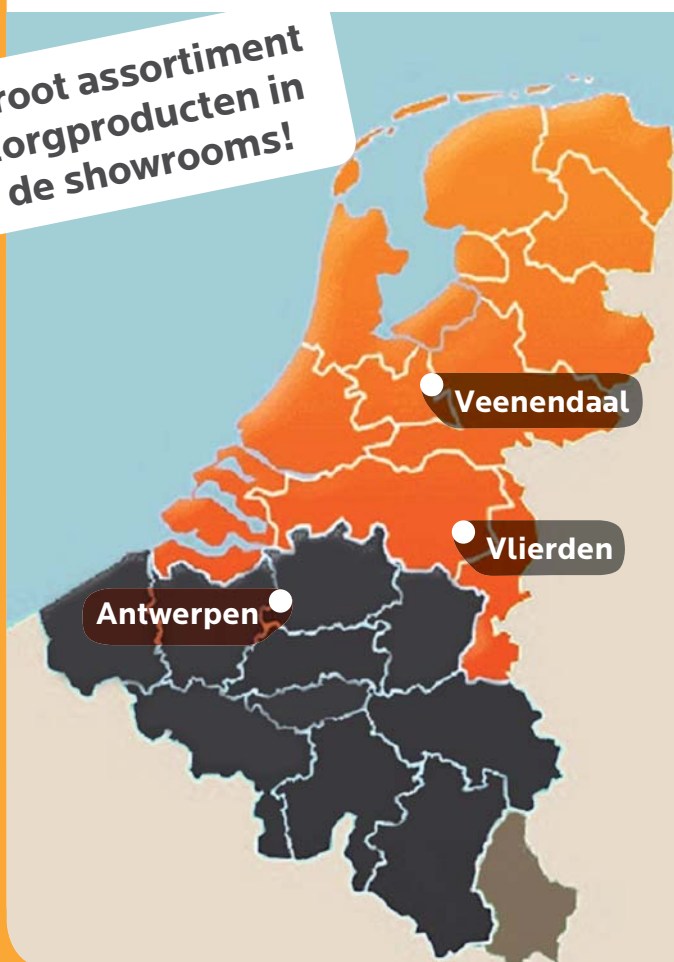 root assortiment
orgproducten in
de showrooms!
Veenendaal
Vlierden
Antwerpen